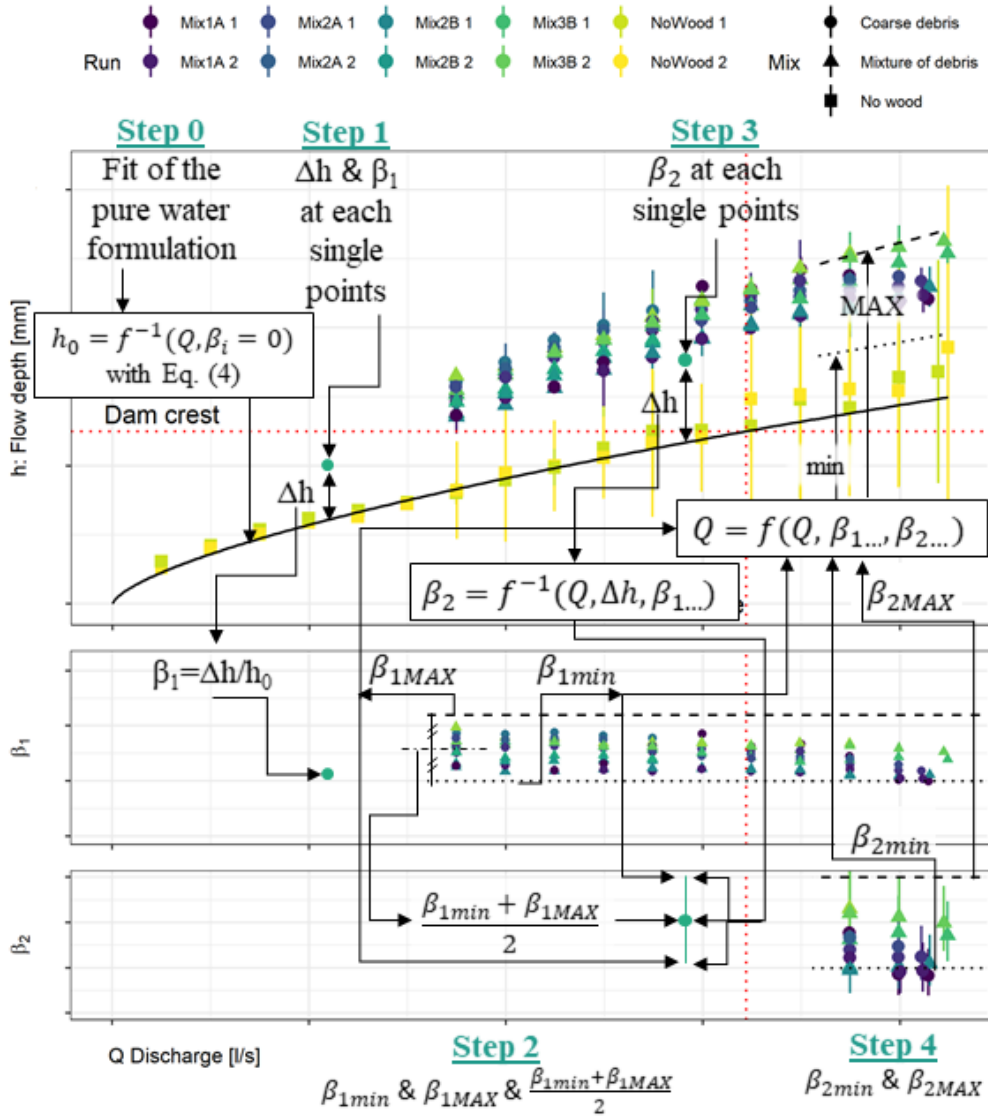 Mix1A 1 Mix2A 1 Mix2B 1 Mix3B 1 NoWood 1 Coarse debris
Run Mix1A 2 Mix2A 2 Mix2B 2 Mix3B 2 NoWood 2 Mix Mixture of debris
No wood
Step 0
Fit of the
pure water
formulation
Step 1
Δh & β₁
at each
single
points
Step 3
β₂ at each
single points
h₀ = f⁻¹(Q, βᵢ = 0)
with Eq. (4)
Dam crest
h: Flow depth [mm]
MAX
Δh
min
Δh
Q = f(Q, β₁..., β₂...)
β₂ = f⁻¹(Q, Δh, β₁...)
e
β₂MAX
β₁=Δh/h₀
β₁MAX
β₁min
β₁
β₂min
β₁min + β₁MAX
2
β₂
Q Discharge [l/s]
Step 2
β₁min & β₁MAX & β₁min+β₁MAX
2
Step 4
β₂min & β₂MAX